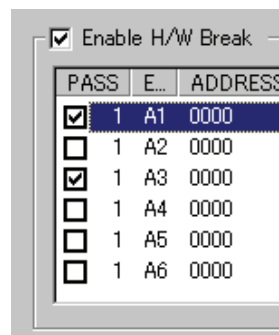 Enable H/W Break
PASS E... ADDRESS
1 A1 0000
1 A2 0000
1 A3 0000
1 A4 0000
1 A5 0000
1 A6 0000